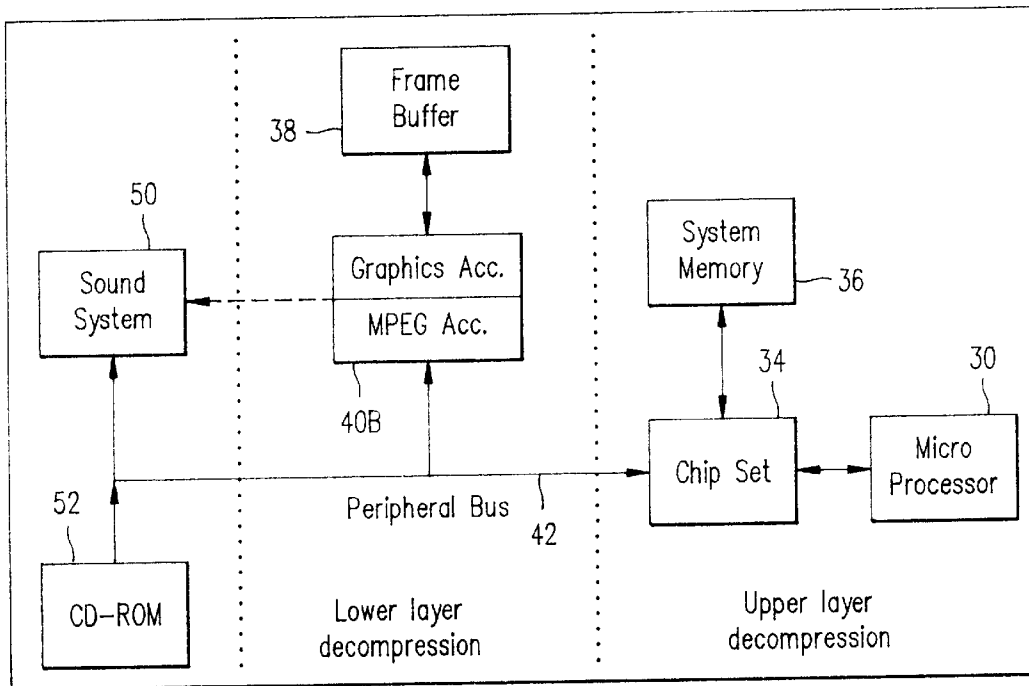 Frame
Buffer
38
50
Sound
System
Graphics Acc.
MPEG Acc.
40B
System
Memory
36
34
30
Chip Set
Micro
Processor
Peripheral Bus
42
52
CD-ROM
Lower layer
decompression
Upper layer
decompression